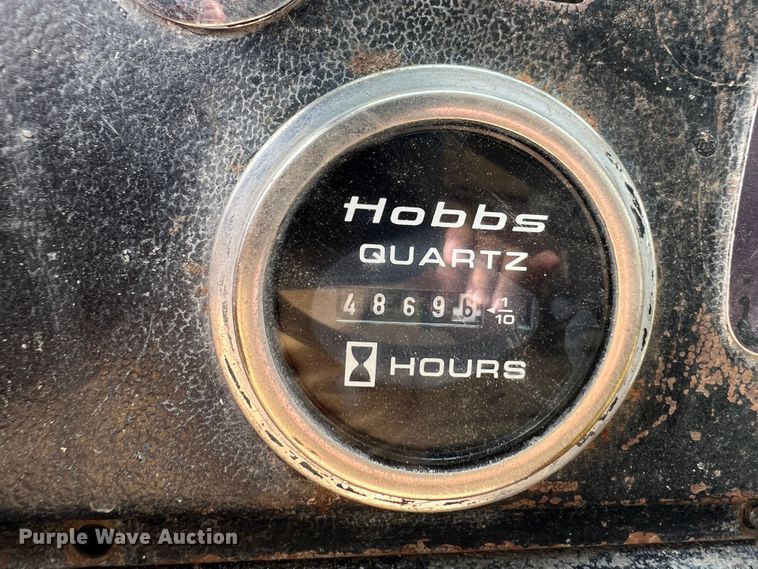 Hobbs
QUARTZ
48696 1/10
HOURS
Purple Wave Auction